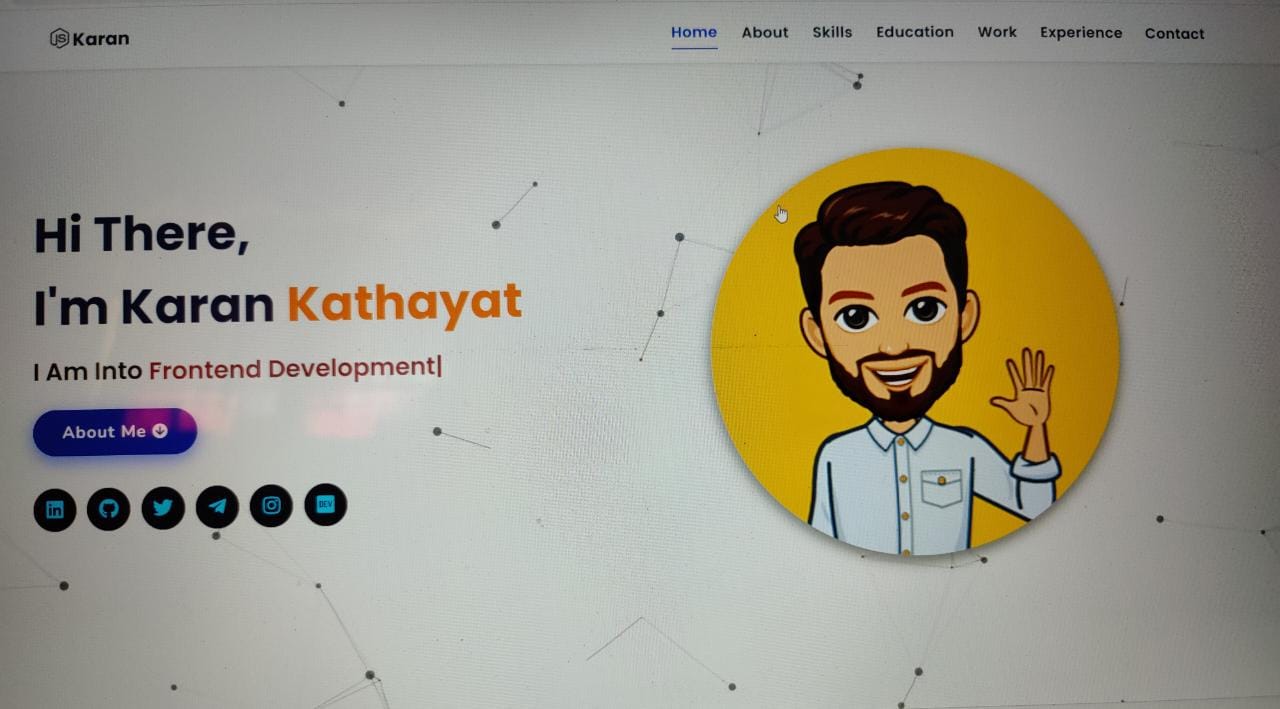 JS Karan
Home About Skills Education Work Experience Contact
Hi There,
I'm Karan Kathayat
I Am Into Frontend Development|
About Me
in
DEV